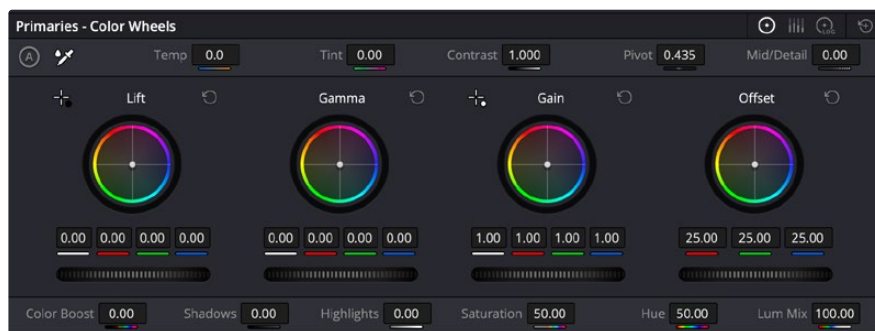 Primaries - Color Wheels
LOG
A Temp 0.0 Tint 0.00 Contrast 1.000 Pivot 0.435 Mid/Detail 0.00
Lift Gamma Gain Offset
0.00 0.00 0.00 0.00 0.00 0.00 0.00 0.00 1.00 1.00 1.00 1.00 25.00 25.00 25.00
Color Boost 0.00 Shadows 0.00 Highlights 0.00 Saturation 50.00 Hue 50.00 Lum Mix 100.00